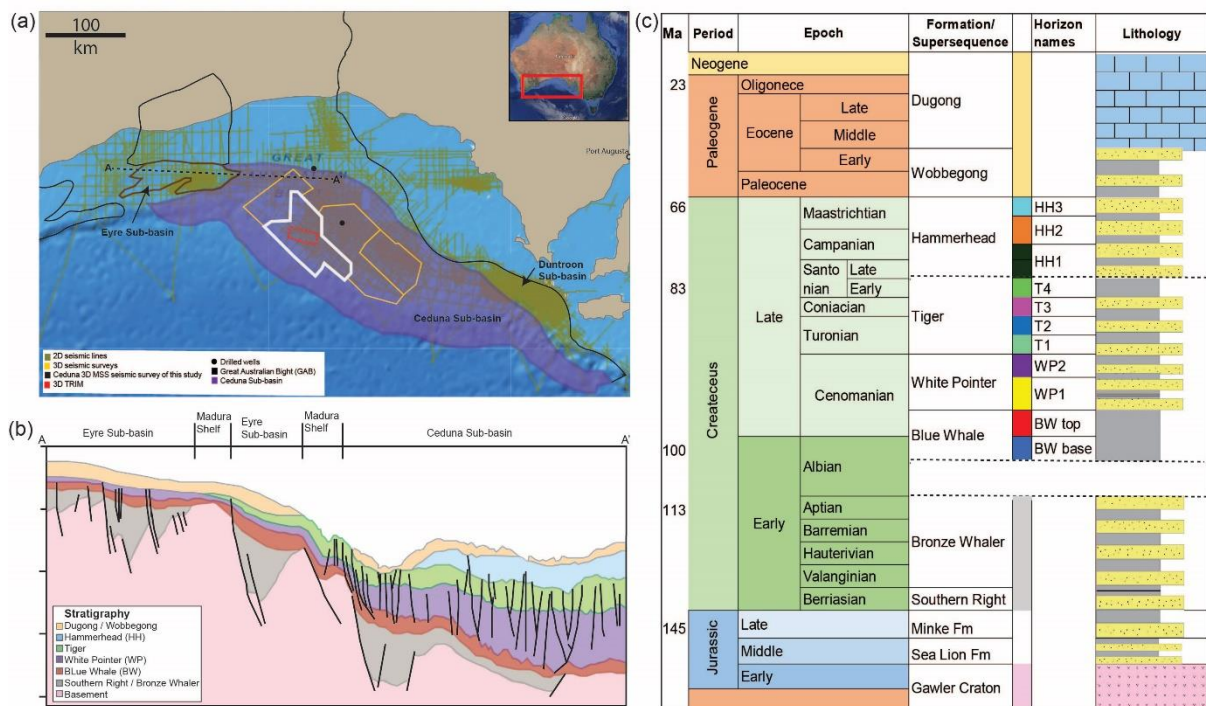 (a)
100
km
GREAT
Port Augusta
A
A'
Eyre Sub-basin
Duntroon
Sub-basin
Ceduna Sub-basin
2D seismic lines
3D seismic surveys
Ceduna 3D MSS seismic survey of this study
3D TRIM
Drilled wells
Great Australian Bight (GAB)
Ceduna Sub-basin
(b)
A
Eyre Sub-basin
Madura
Shelf
Eyre
Sub-basin
Madura
Shelf
Ceduna Sub-basin
A'
Stratigraphy
Dugong / Wobbegong
Hammerhead (HH)
Tiger
White Pointer (WP)
BLue Whale (BW)
Southern Right / Bronze Whaler
Basement
(c)
Ma
Period
Epoch
Formation/
Supersequence
Horizon
names
Lithology
Neogene
23
Paleogene
Oligonece
Eocene
Late
Middle
Early
Paleocene
Dugong
Wobbegong
66
Createceus
Late
Maastrichtian
Campanian
Santo
nian
Late
Early
Coniacian
Turonian
Cenomanian
83
Hammerhead
Tiger
White Pointer
Blue Whale
HH3
HH2
HH1
T4
T3
T2
T1
WP2
WP1
BW top
BW base
100
Early
Albian
113
Aptian
Barremian
Hauterivian
Valanginian
Berriasian
Bronze Whaler
Southern Right
145
Jurassic
Late
Middle
Early
Minke Fm
Sea Lion Fm
Gawler Craton